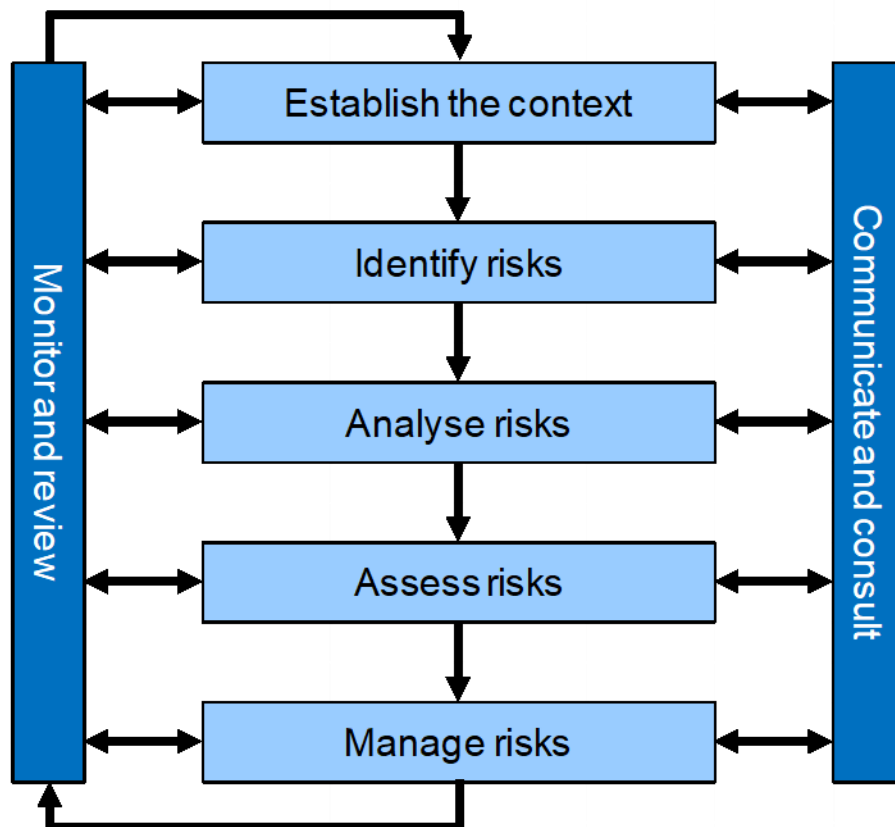 Establish the context
Identify risks
Analyse risks
Assess risks
Manage risks
Monitor and review
Communicate and consult